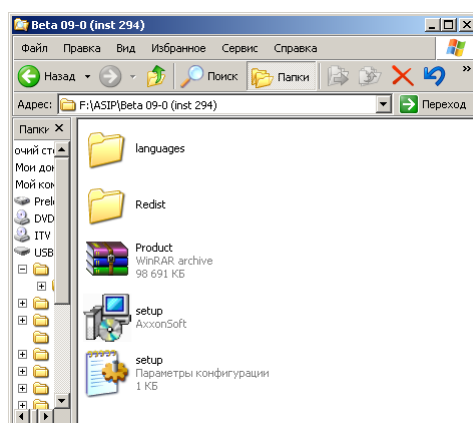 Beta 09-0 (inst 294)
Файл Правка Вид Избранное Сервис Справка
Назад Поиск Папки »
Адрес: F:\ASIP\Beta 09-0 (inst 294) Переход
Папки
очий сто
Мои док
Мой ком
DVD
ITV
USB
languages
Redist
Product
WinRAR archive
98 691 КБ
setup
AxxonSoft
setup
Параметры конфигурации
1 КБ